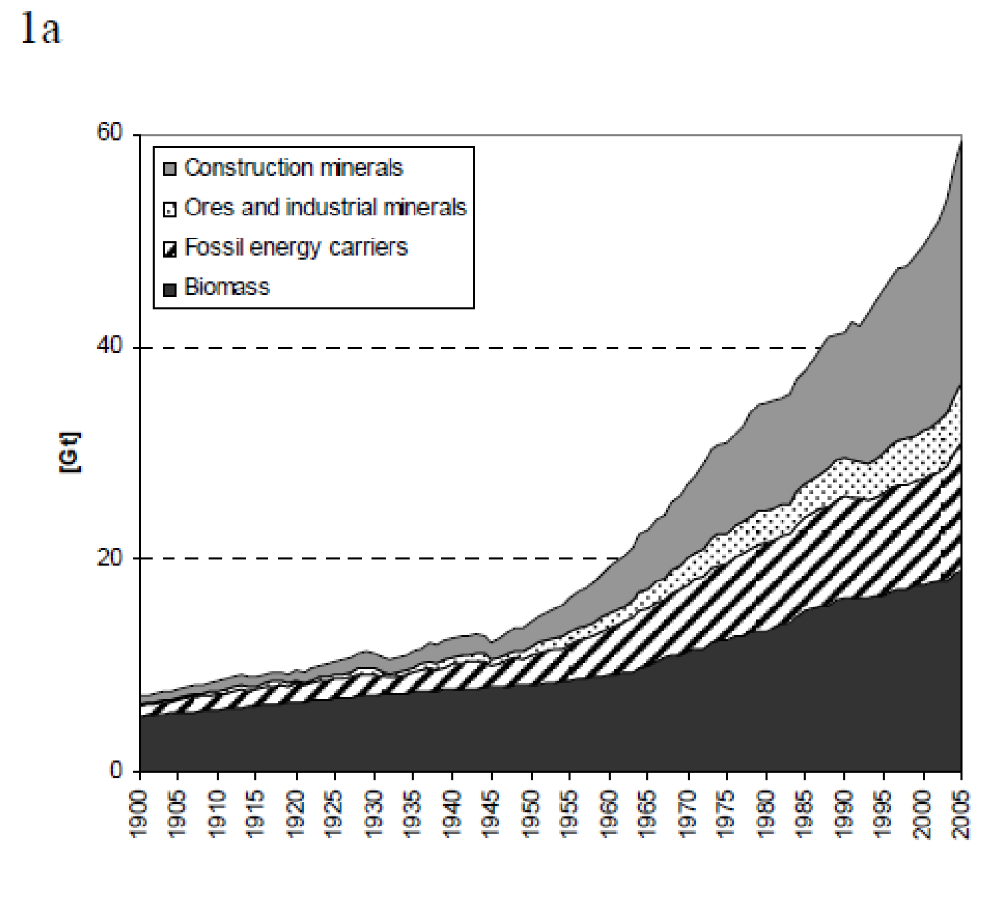 1a
60
Construction minerals
Ores and industrial minerals
Fossil energy carriers
Biomass
40
[Gt]
20
0
1900 1905 1910 1915 1920 1925 1930 1935 1940 1945 1950 1955 1960 1965 1970 1975 1980 1985 1990 1995 2000 2005